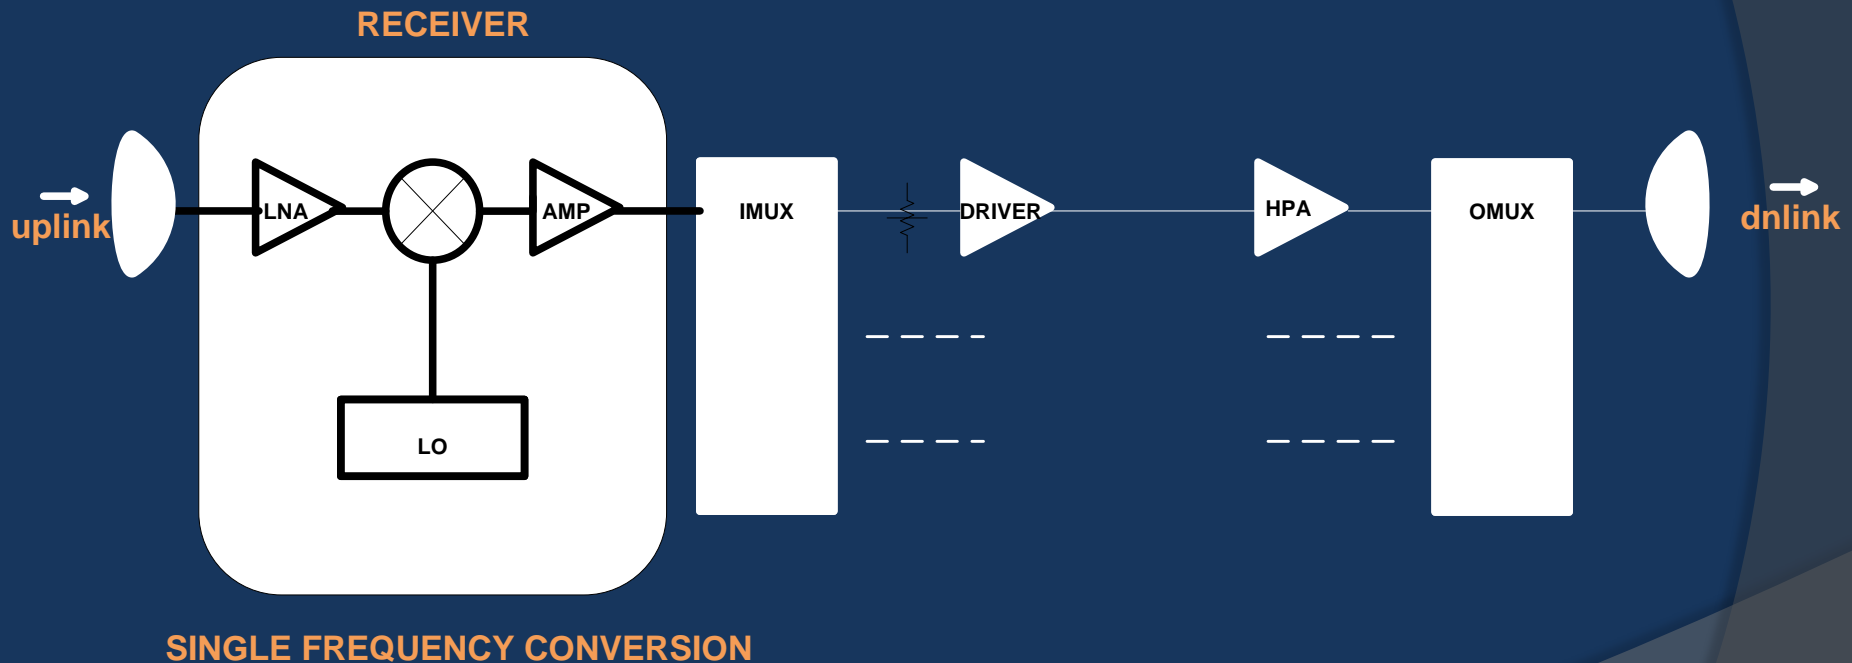 RECEIVER
uplink
LNA
AMP
IMUX
DRIVER
HPA
OMUX
dnlink
LO
SINGLE FREQUENCY CONVERSION